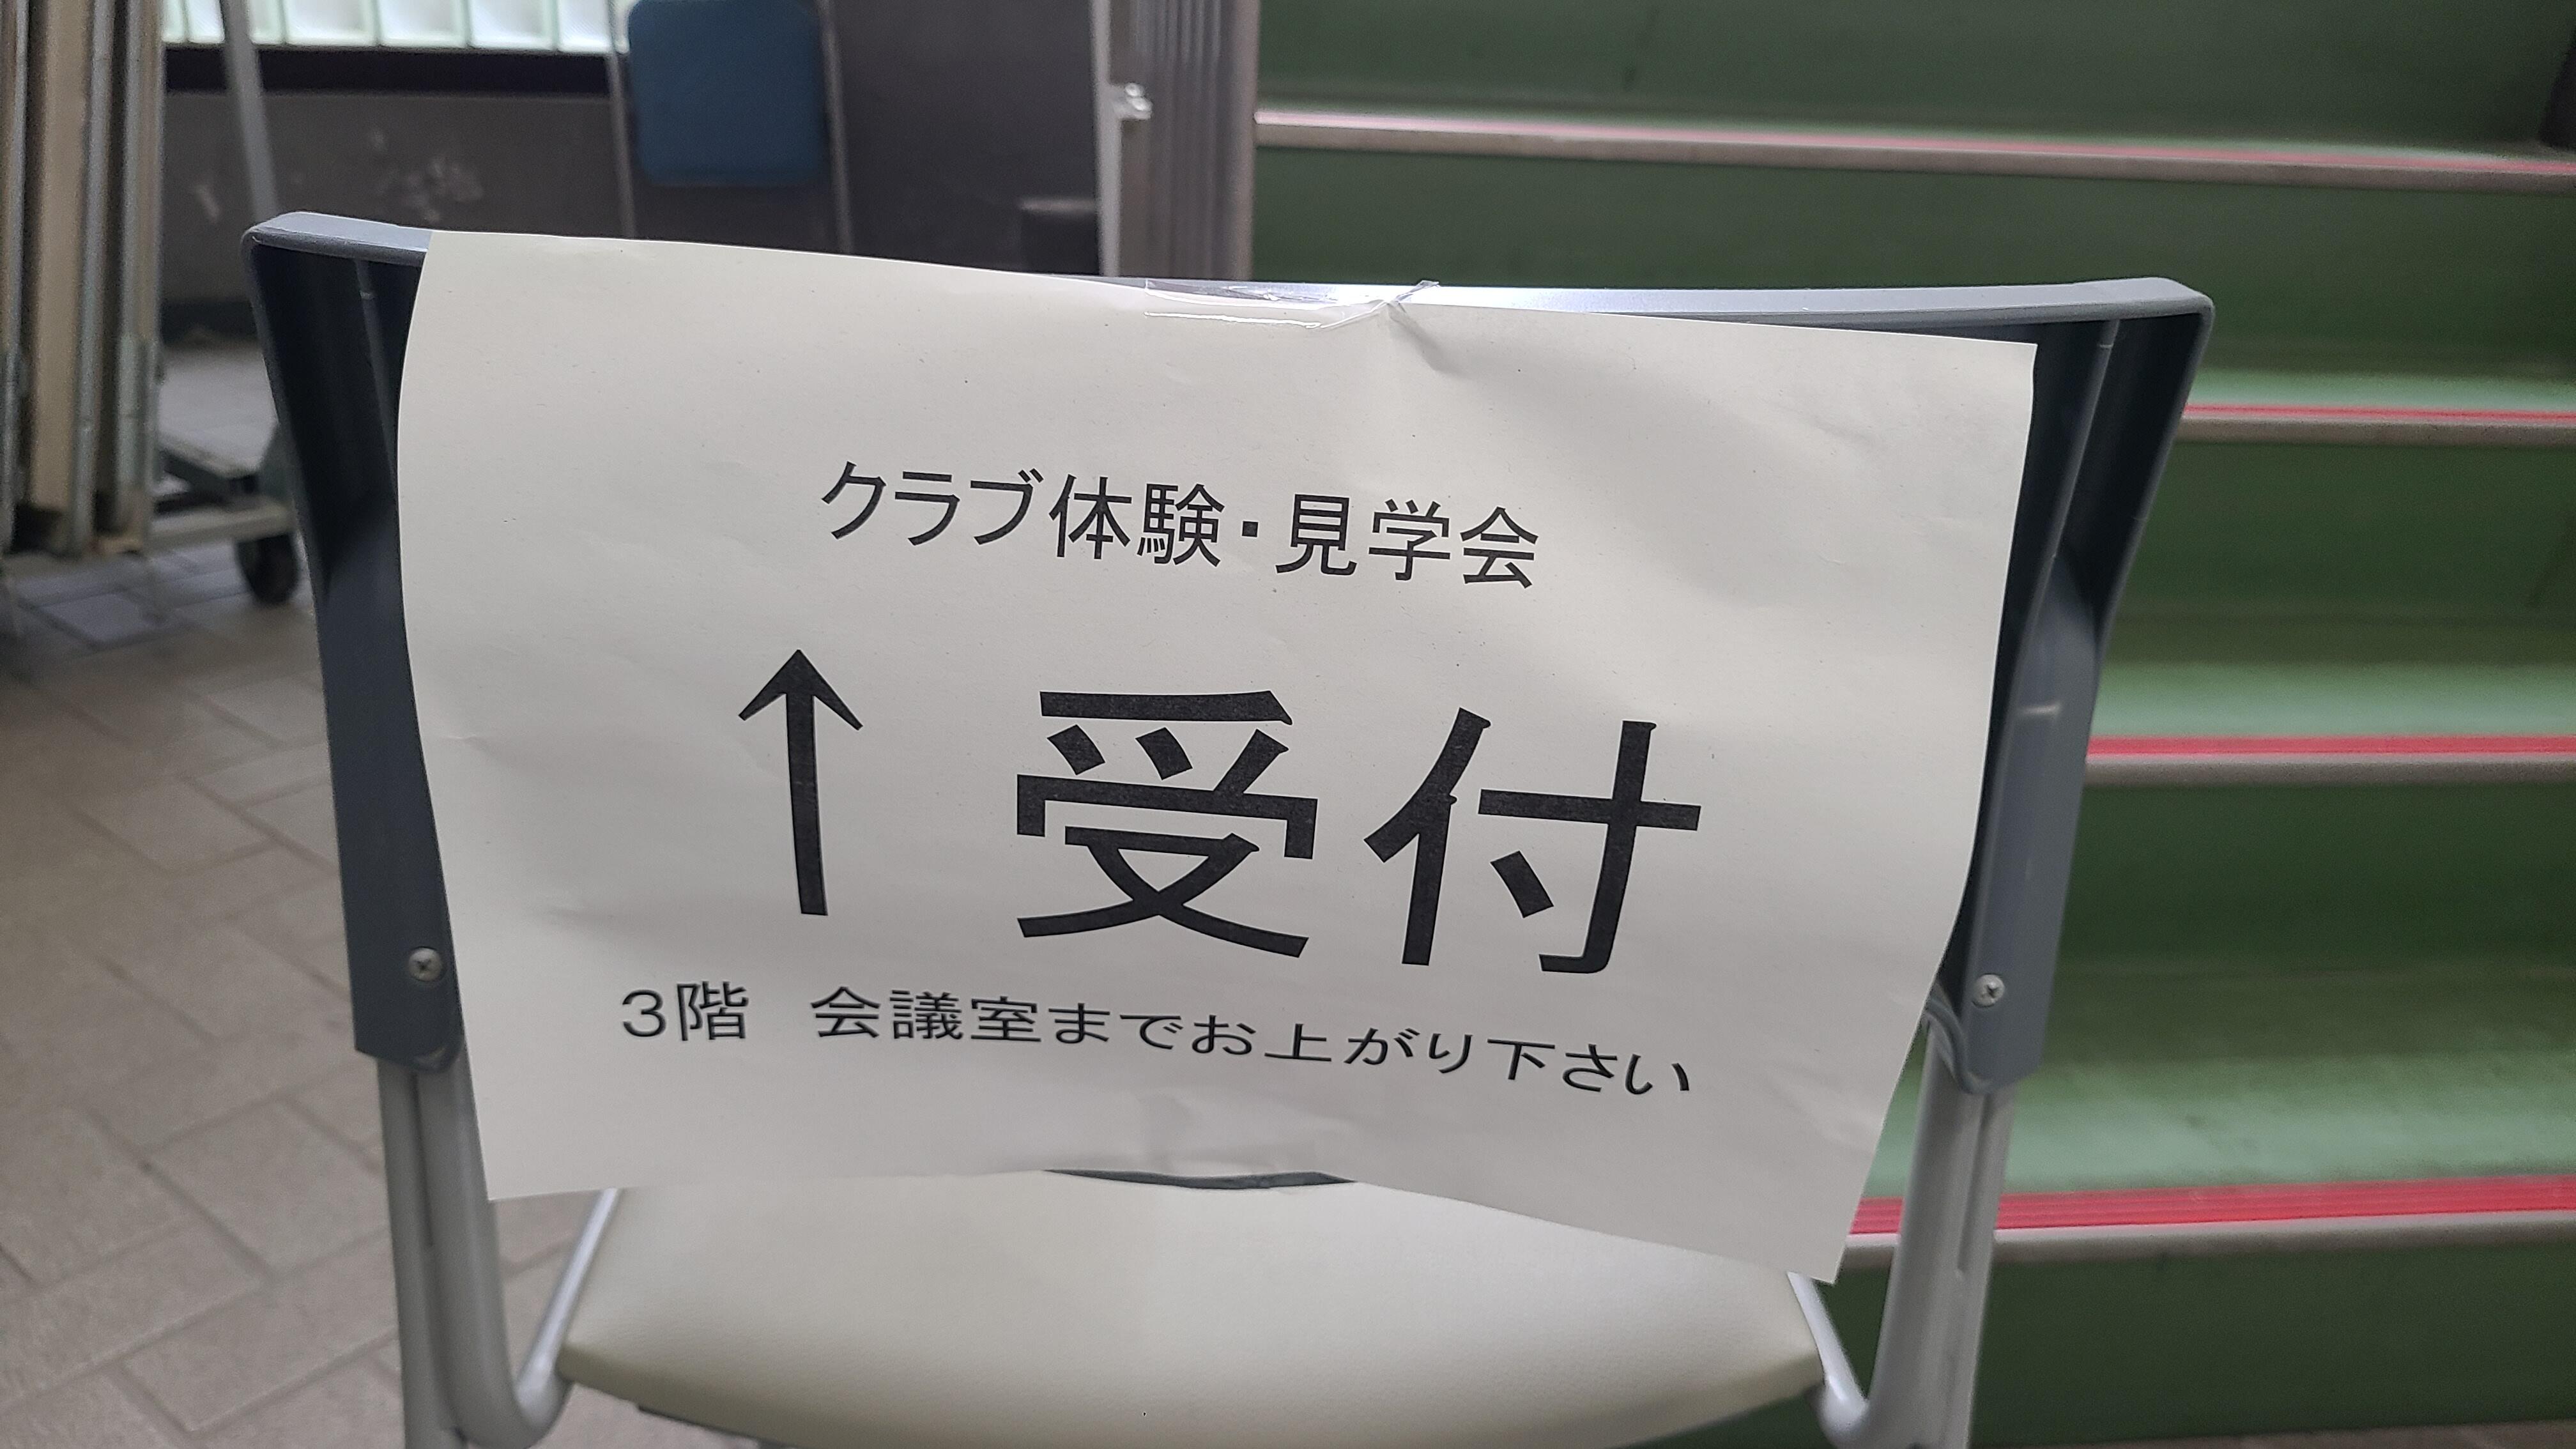 クラブ体験・見学会
↑ 受付
３階　会議室までお上がり下さい